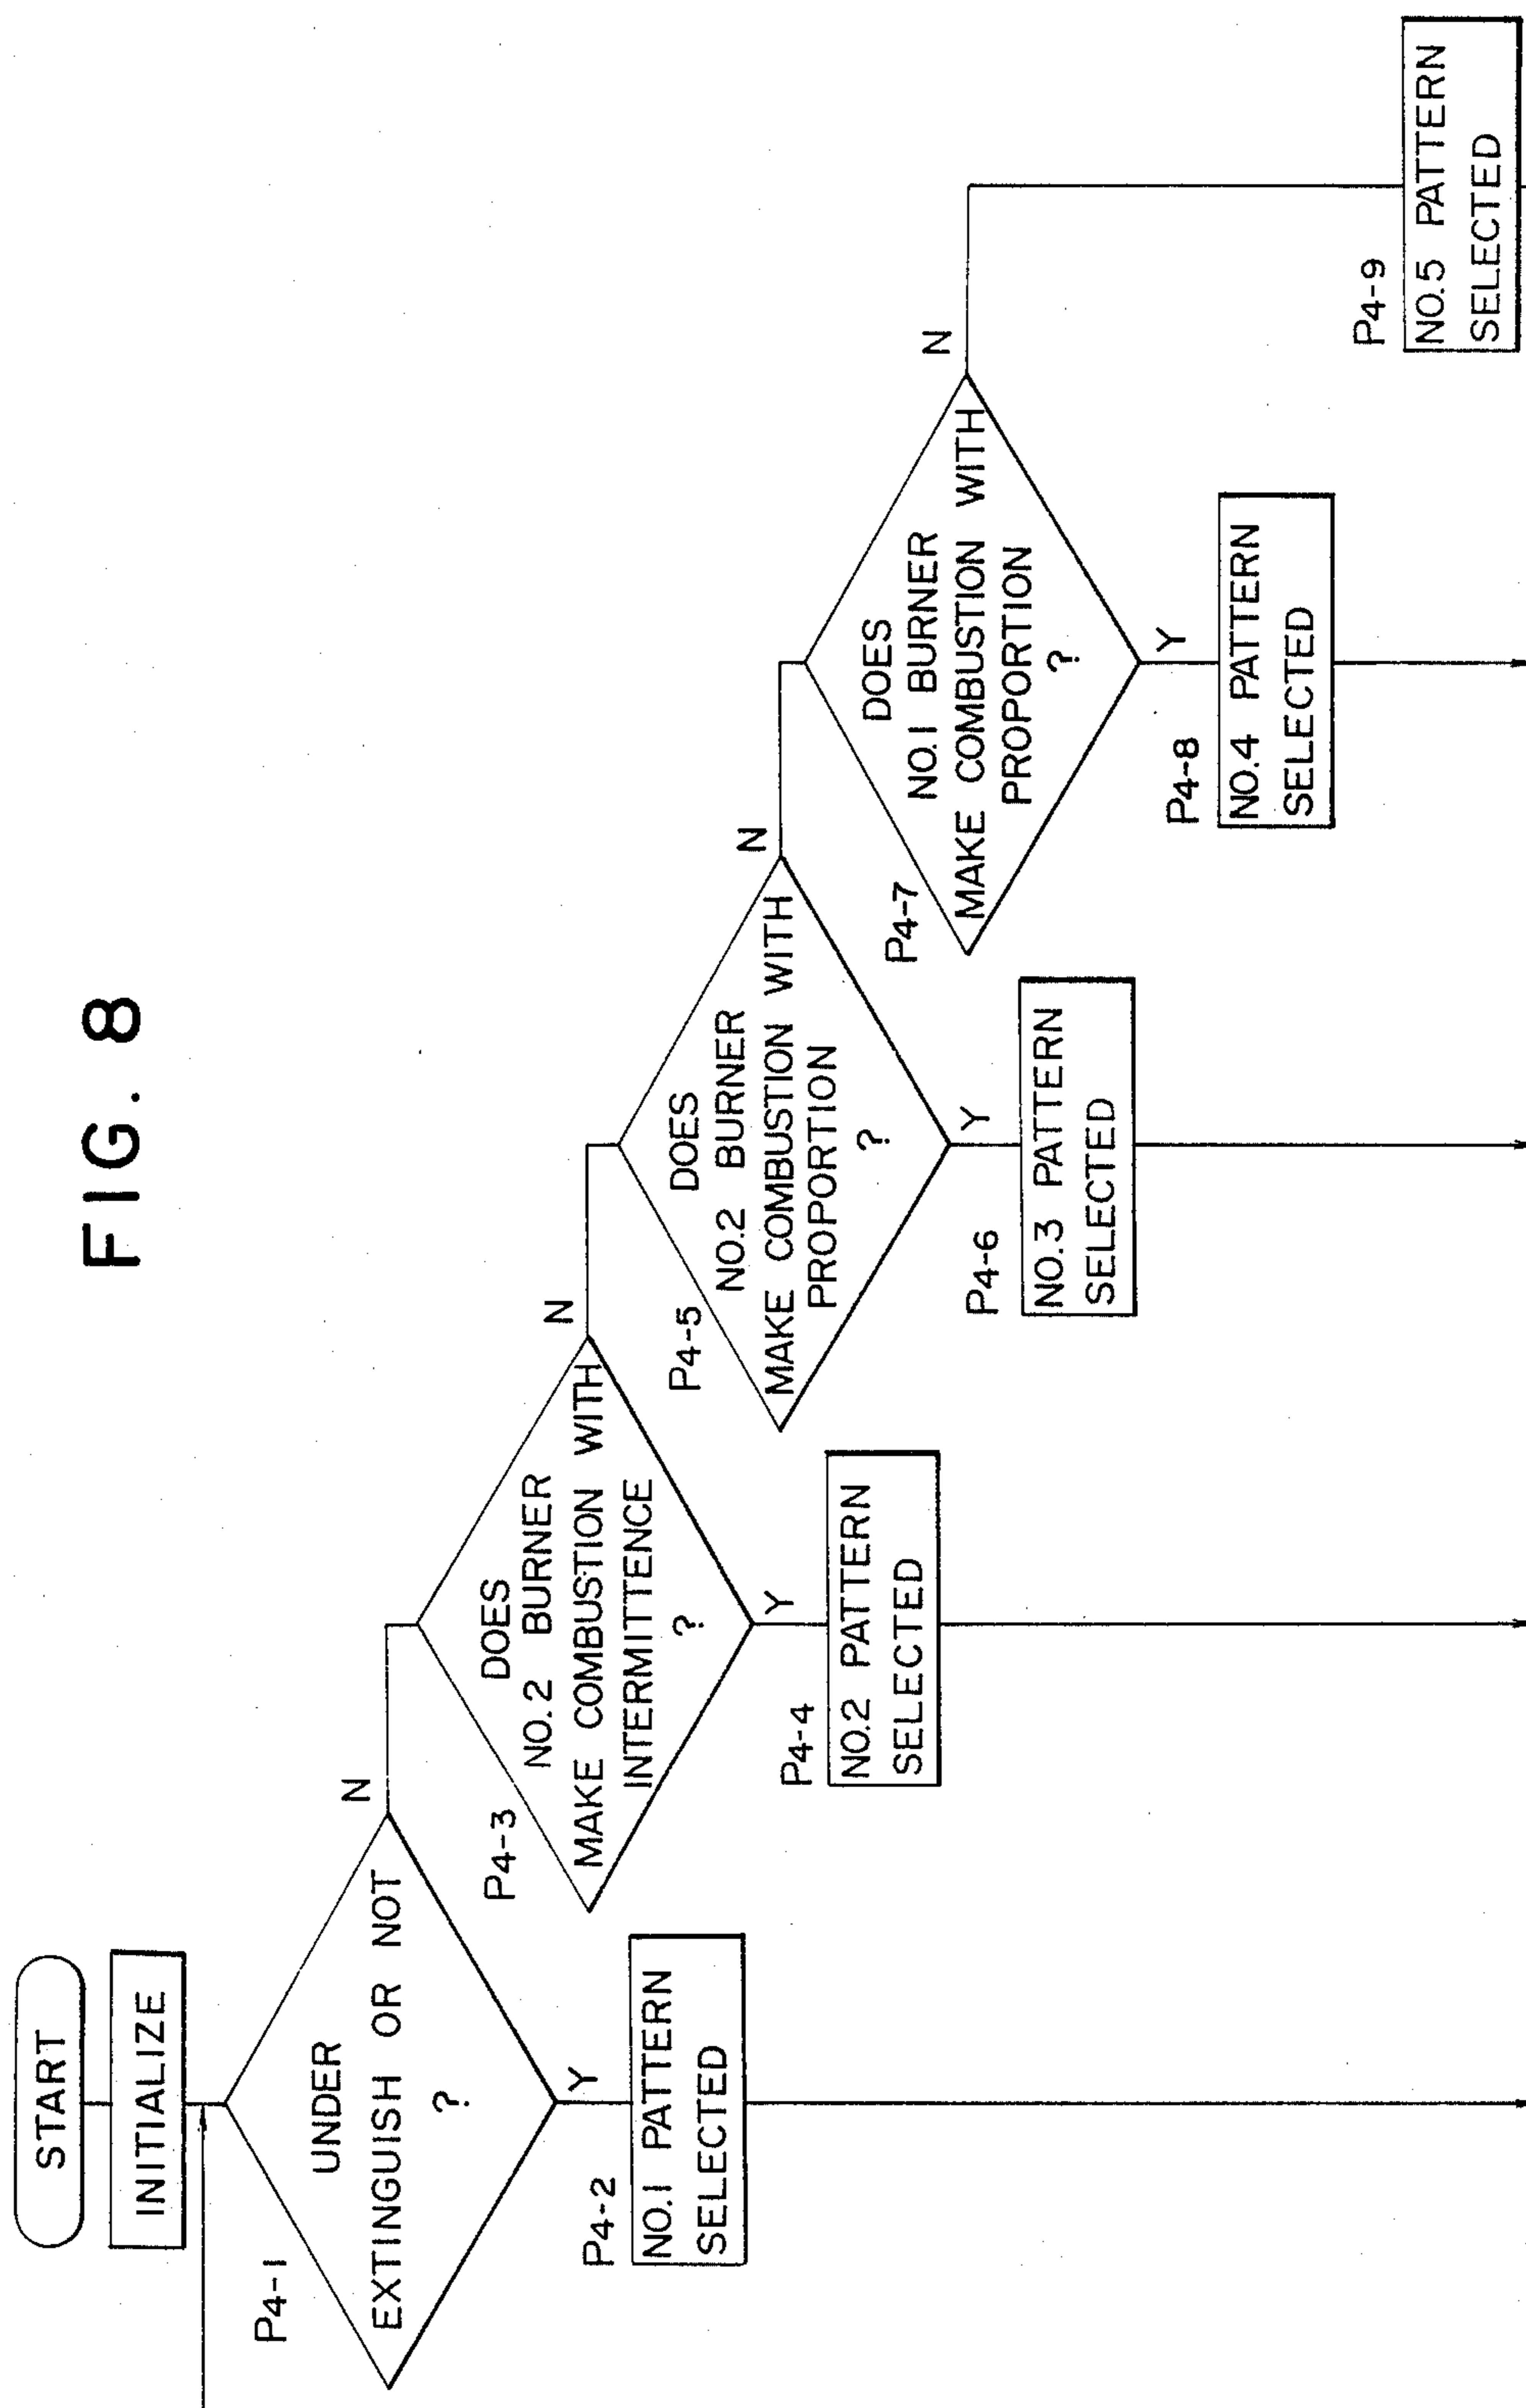 FIG. 8
START
INITIALIZE
P4-1
UNDER
EXTINGUISH OR NOT
?
N
Y
P4-2
NO.1 PATTERN
SELECTED
P4-3
DOES
NO.2 BURNER
MAKE COMBUSTION WITH
INTERMITTENCE
?
N
Y
P4-4
NO.2 PATTERN
SELECTED
P4-5
DOES
NO.2 BURNER
MAKE COMBUSTION WITH
PROPORTION
?
N
Y
P4-6
NO.3 PATTERN
SELECTED
P4-7
DOES
NO.1 BURNER
MAKE COMBUSTION WITH
PROPORTION
?
N
Y
P4-8
NO.4 PATTERN
SELECTED
P4-9
NO.5 PATTERN
SELECTED